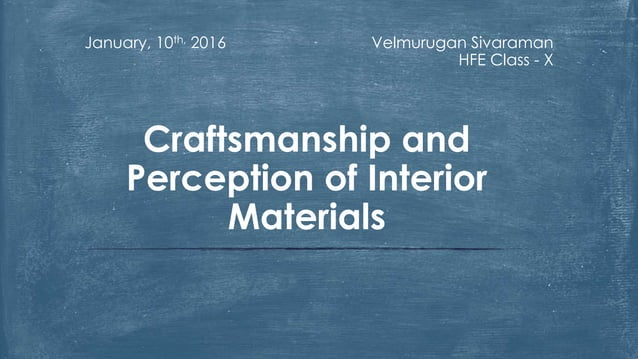 January, 10th, 2016
Velmurugan Sivaraman
HFE Class - X
Craftsmanship and
Perception of Interior
Materials